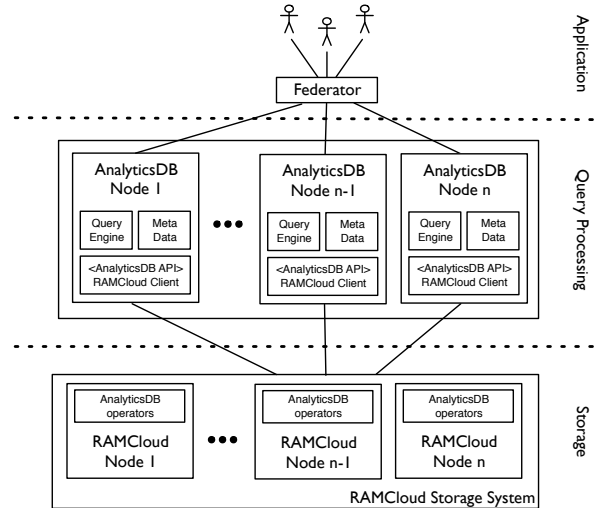 Application
Federator
Query Processing
AnalyticsDB
Node 1
Query
Engine
Meta
Data
<AnalyticsDB API>
RAMCloud Client
AnalyticsDB
Node n-1
Query
Engine
Meta
Data
<AnalyticsDB API>
RAMCloud Client
AnalyticsDB
Node n
Query
Engine
Meta
Data
<AnalyticsDB API>
RAMCloud Client
Storage
AnalyticsDB
operators
RAMCloud
Node 1
AnalyticsDB
operators
RAMCloud
Node n-1
AnalyticsDB
operators
RAMCloud
Node n
RAMCloud Storage System